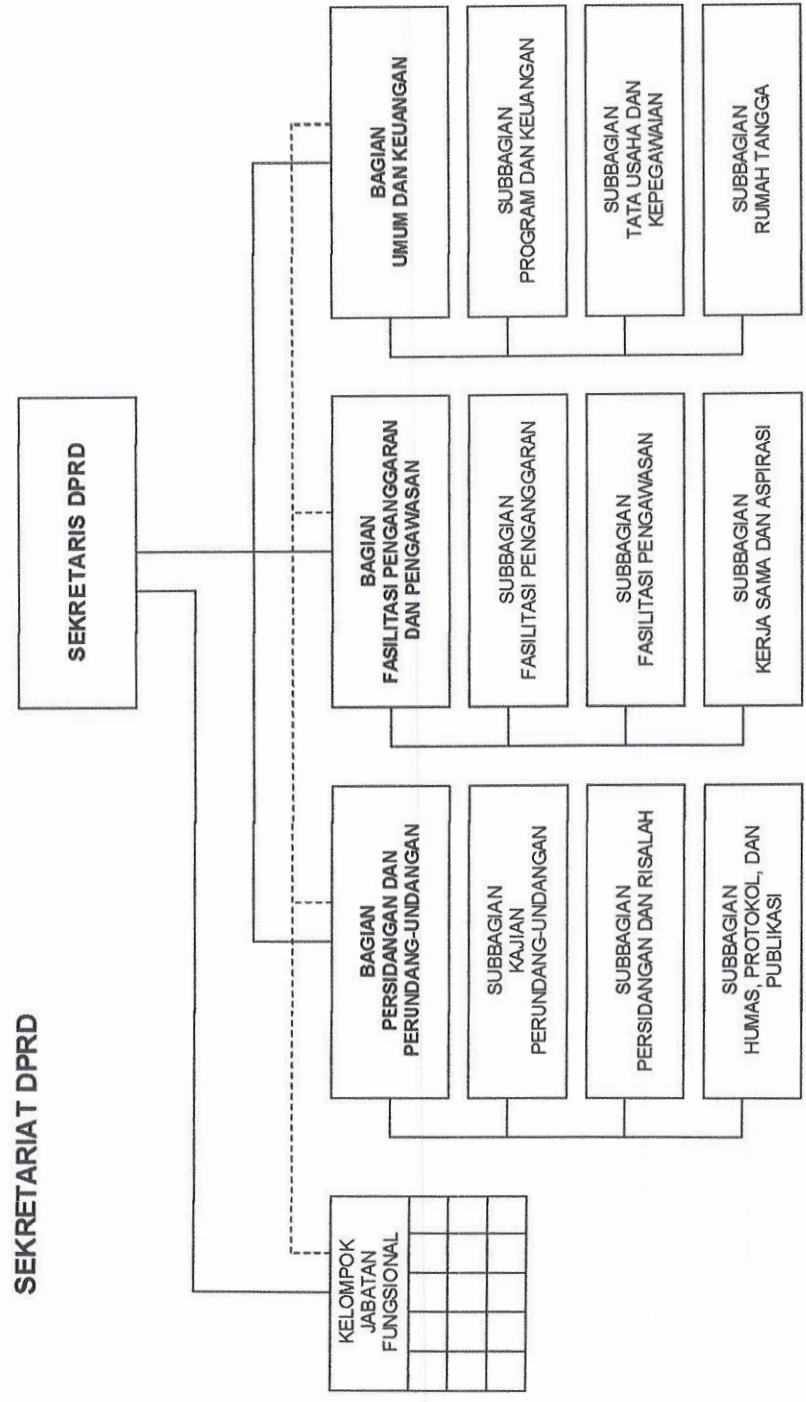 SEKRETARIAT DPRD
SEKRETARIS DPRD
KELOMPOK
JABATAN
FUNGSIONAL
BAGIAN
PERSIDANGAN DAN
PERUNDANG-UNDANGAN
SUBBAGIAN
KAJIAN
PERUNDANG-UNDANGAN
SUBBAGIAN
PERSIDANGAN DAN RISALAH
SUBBAGIAN
HUMAS, PROTOKOL, DAN
PUBLIKASI
BAGIAN
FASILITASI PENGANGGARAN
DAN PENGAWASAN
SUBBAGIAN
FASILITASI PENGANGGARAN
SUBBAGIAN
FASILITASI PENGAWASAN
SUBBAGIAN
KERJA SAMA DAN ASPIRASI
BAGIAN
UMUM DAN KEUANGAN
SUBBAGIAN
PROGRAM DAN KEUANGAN
SUBBAGIAN
TATA USAHA DAN
KEPEGAWAIAN
SUBBAGIAN
RUMAH TANGGA